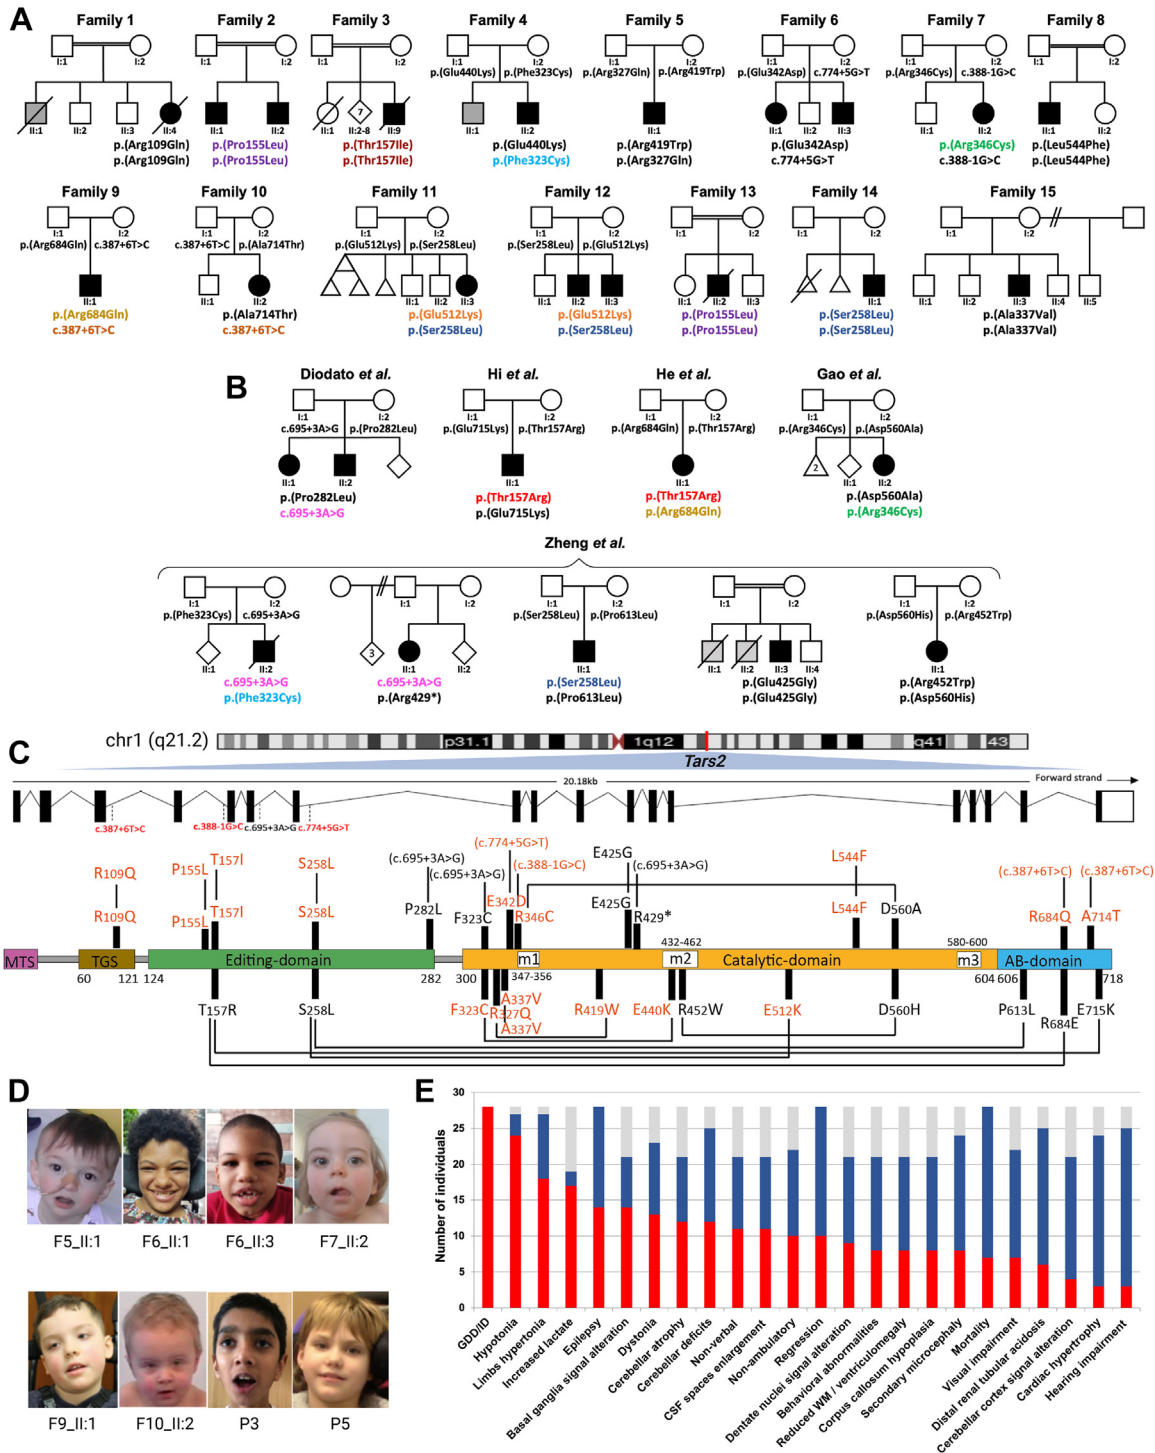 A
Family 1 Family 2 Family 3 Family 4 Family 5 Family 6 Family 7 Family 8
I:1 I:2 I:1 I:2 I:1 I:2 I:1 I:2 I:1 I:2 I:1 I:2 I:1 I:2 I:1 I:2
p.(Glu440Lys) p.(Phe323Cys) p.(Arg327Gln) p.(Arg419Trp) p.(Glu342Asp) c.774+5G>T p.(Arg346Cys) c.388-1G>C
7
II:1 II:2 II:3 II:4 II:1 II:2 II:1 II:2-8 II:9 II:1 II:2 II:1 II:1 II:2 II:3 II:1 II:2 II:1 II:2
p.(Arg109Gln) p.(Pro155Leu) p.(Thr157Ile) p.(Glu440Lys) p.(Arg419Trp) p.(Glu342Asp) p.(Arg346Cys) p.(Leu544Phe)
p.(Arg109Gln) p.(Pro155Leu) p.(Thr157Ile) p.(Phe323Cys) p.(Arg327Gln) c.774+5G>T c.388-1G>C p.(Leu544Phe)
Family 9 Family 10 Family 11 Family 12 Family 13 Family 14 Family 15
I:1 I:2 I:1 I:2 I:1 I:2 I:1 I:2 I:1 I:2 I:1 I:2 I:1 I:2
p.(Arg684Gln) c.387+6T>C c.387+6T>C p.(Ala714Thr) p.(Glu512Lys) p.(Ser258Leu) p.(Ser258Leu) p.(Glu512Lys)
II:1 II:1 II:2 II:1 II:2 II:3 II:1 II:2 II:3 II:1 II:2 II:3 II:1 II:1 II:2 II:3 II:4 II:5
p.(Arg684Gln) p.(Ala714Thr) p.(Glu512Lys) p.(Glu512Lys) p.(Pro155Leu) p.(Ser258Leu) p.(Ala337Val)
c.387+6T>C c.387+6T>C p.(Ser258Leu) p.(Ser258Leu) p.(Pro155Leu) p.(Ser258Leu) p.(Ala337Val)
B
Diodato et al. Hi et al. He et al. Gao et al.
I:1 I:2 I:1 I:2 I:1 I:2 I:1 I:2
c.695+3A>G p.(Pro282Leu) p.(Glu715Lys) p.(Thr157Arg) p.(Arg684Gln) p.(Thr157Arg) p.(Arg346Cys) p.(Asp560Ala)
2
II:1 II:2 II:1 II:1 II:1 II:2
p.(Pro282Leu) p.(Thr157Arg) p.(Thr157Arg) p.(Asp560Ala)
c.695+3A>G p.(Glu715Lys) p.(Arg684Gln) p.(Arg346Cys)
Zheng et al.
I:1 I:2 I:1 I:2 I:1 I:2 I:1 I:2 I:1 I:2
p.(Phe323Cys) c.695+3A>G p.(Ser258Leu) p.(Pro613Leu) p.(Asp560His) p.(Arg452Trp)
3
II:1 II:2 II:1 II:2 II:1 II:1 II:2 II:3 II:4 II:1
c.695+3A>G c.695+3A>G p.(Ser258Leu) p.(Glu425Gly) p.(Arg452Trp)
p.(Phe323Cys) p.(Arg429*) p.(Pro613Leu) p.(Glu425Gly) p.(Asp560His)
C
chr1 (q21.2) p31.1 1q12 q41 43
Tars2
20.18kb Forward strand
c.387+6T>C c.388-1G>C c.695+3A>G c.774+5G>T
(c.774+5G>T) E425G L544F
(c.695+3A>G) (c.388-1G>C) (c.695+3A>G) (c.387+6T>C) (c.387+6T>C)
R109Q P155L T157I S258L (c.695+3A>G)
R109Q P155L T157I S258L P282L F323C E342D R346C E425G R429* L544F D560A R684Q A714T
432-462 580-600
MTS TGS Editing-domain m1 m2 Catalytic-domain m3 AB-domain
60 121 124 282 300 347-356 604 606 718
T157R S258L F323C R327Q A337V R419W E440K R452W E512K D560H P613L R684E E715K
A337V
D
F5_II:1 F6_II:1 F6_II:3 F7_II:2
F9_II:1 F10_II:2 P3 P5
E
Number of individuals
30
25
20
15
10
5
0
GDD/ID
Hypotonia
Limbs hypertonia
Increased lactate
Epilepsy
Basal ganglia signal alteration
Dystonia
Cerebellar atrophy
Cerebellar deficits
Non-verbal
CSF spaces enlargement
Non-ambulatory
Regression
Dentate nuclei signal alteration
Behavioral abnormalities
Reduced WM / ventriculomegaly
Corpus callosum hypoplasia
Secondary microcephaly
Mortality
Visual impairment
Distal renal tubular acidosis
Cerebellar cortex signal alteration
Cardiac hypertrophy
Hearing impairment